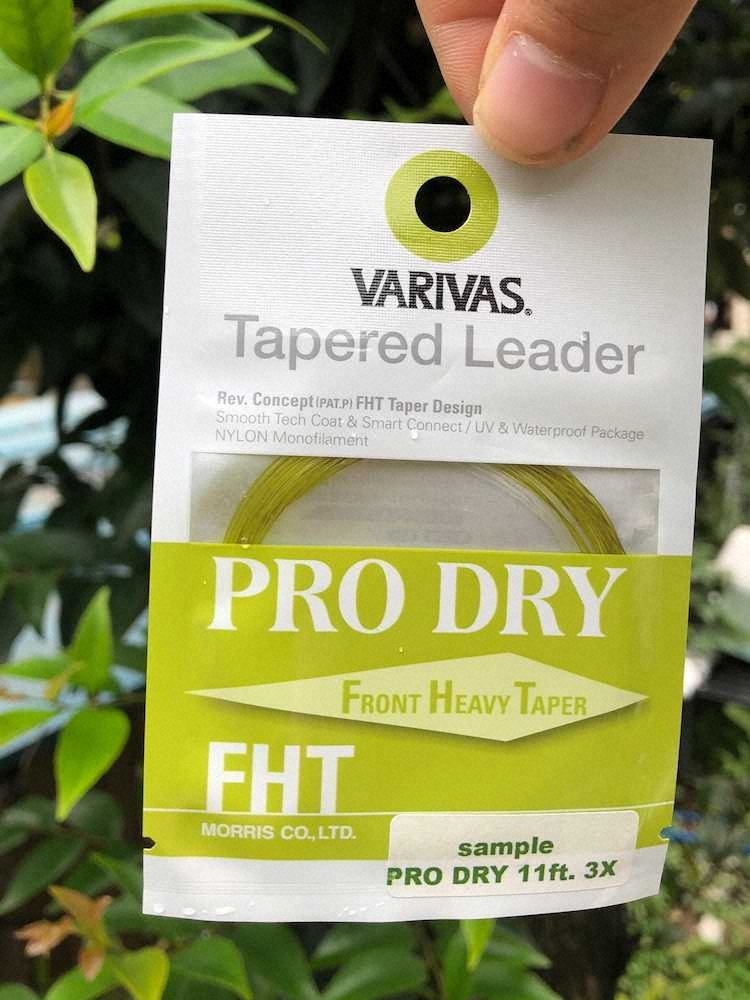 VARIVAS®
Tapered Leader
Rev. Concept (PAT.P) FHT Taper Design
Smooth Tech Coat & Smart Connect / UV & Waterproof Package
NYLON Monofilament
PRO DRY
FRONT HEAVY TAPER
FHT
MORRIS CO., LTD.
sample
PRO DRY 11ft. 3X